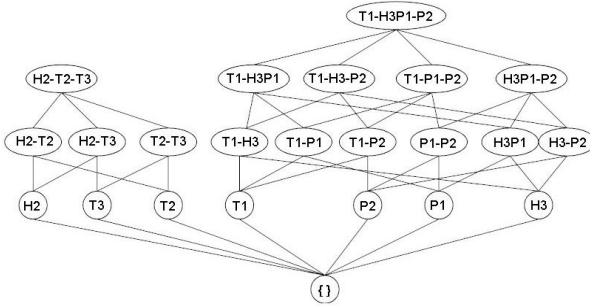 T1-H3P1-P2
H2-T2-T3 T1-H3P1 T1-H3-P2 T1-P1-P2 H3P1-P2
H2-T2 H2-T3 T2-T3 T1-H3 T1-P1 T1-P2 P1-P2 H3P1 H3-P2
H2 T3 T2 T1 P2 P1 H3
{ }